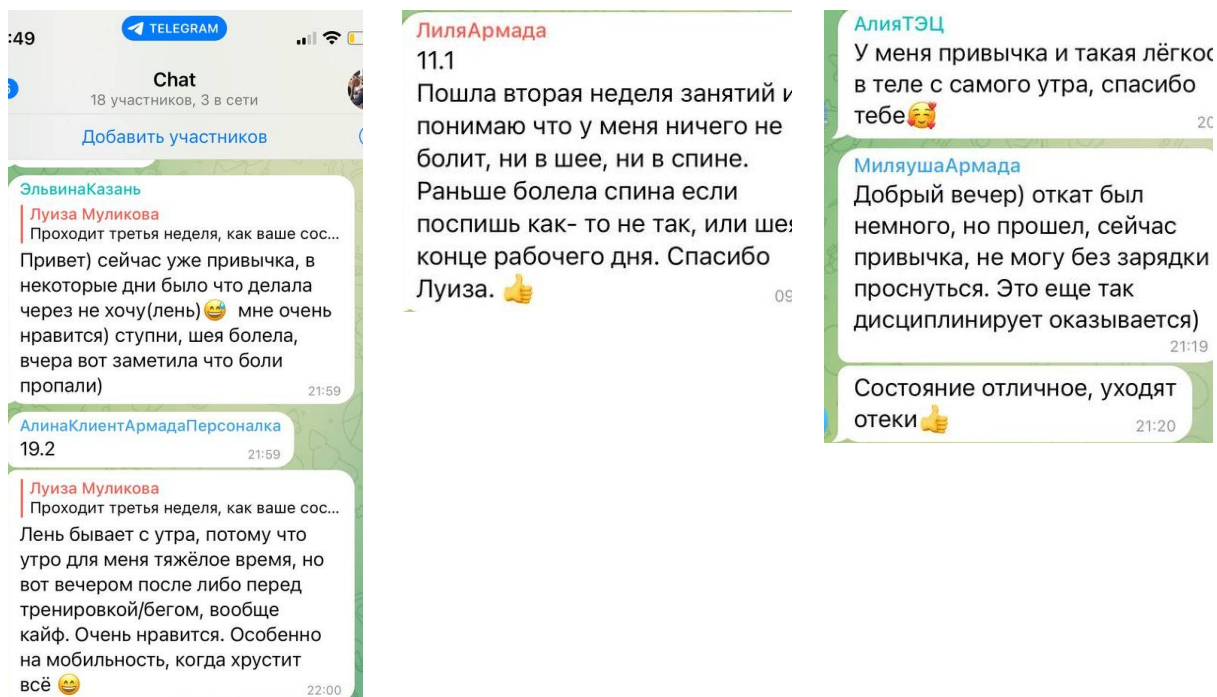 :49
TELEGRAM
Chat
18 участников, 3 в сети
Добавить участников
ЭльвинаКазань
Луиза Муликова
Проходит третья неделя, как ваше сос...
Привет) сейчас уже привычка, в
некоторые дни было что делала
через не хочу(лень)😅 мне очень
нравится) ступни, шея болела,
вчера вот заметила что боли
пропали)
21:59
АлинаКлиентАрмадаПерсоналка
19.2
21:59
Луиза Муликова
Проходит третья неделя, как ваше сос...
Лень бывает с утра, потому что
утро для меня тяжёлое время, но
вот вечером после либо перед
тренировкой/бегом, вообще
кайф. Очень нравится. Особенно
на мобильность, когда хрустит
всё 😄
22:00
ЛиляАрмада
11.1
Пошла вторая неделя занятий и
понимаю что у меня ничего не
болит, ни в шее, ни в спине.
Раньше болела спина если
поспишь как- то не так, или
конце рабочего дня. Спасибо
Луиза. 👍
09
АлияТЭЦ
У меня привычка и такая
в теле с самого утра, спасибо
тебе🥰
20
МиляушаАрмада
Добрый вечер) откат был
немного, но прошел, сейчас
привычка, не могу без зарядки
проснуться. Это еще так
дисциплинирует оказывается)
21:19
Состояние отличное, уходят
отеки👍
21:20